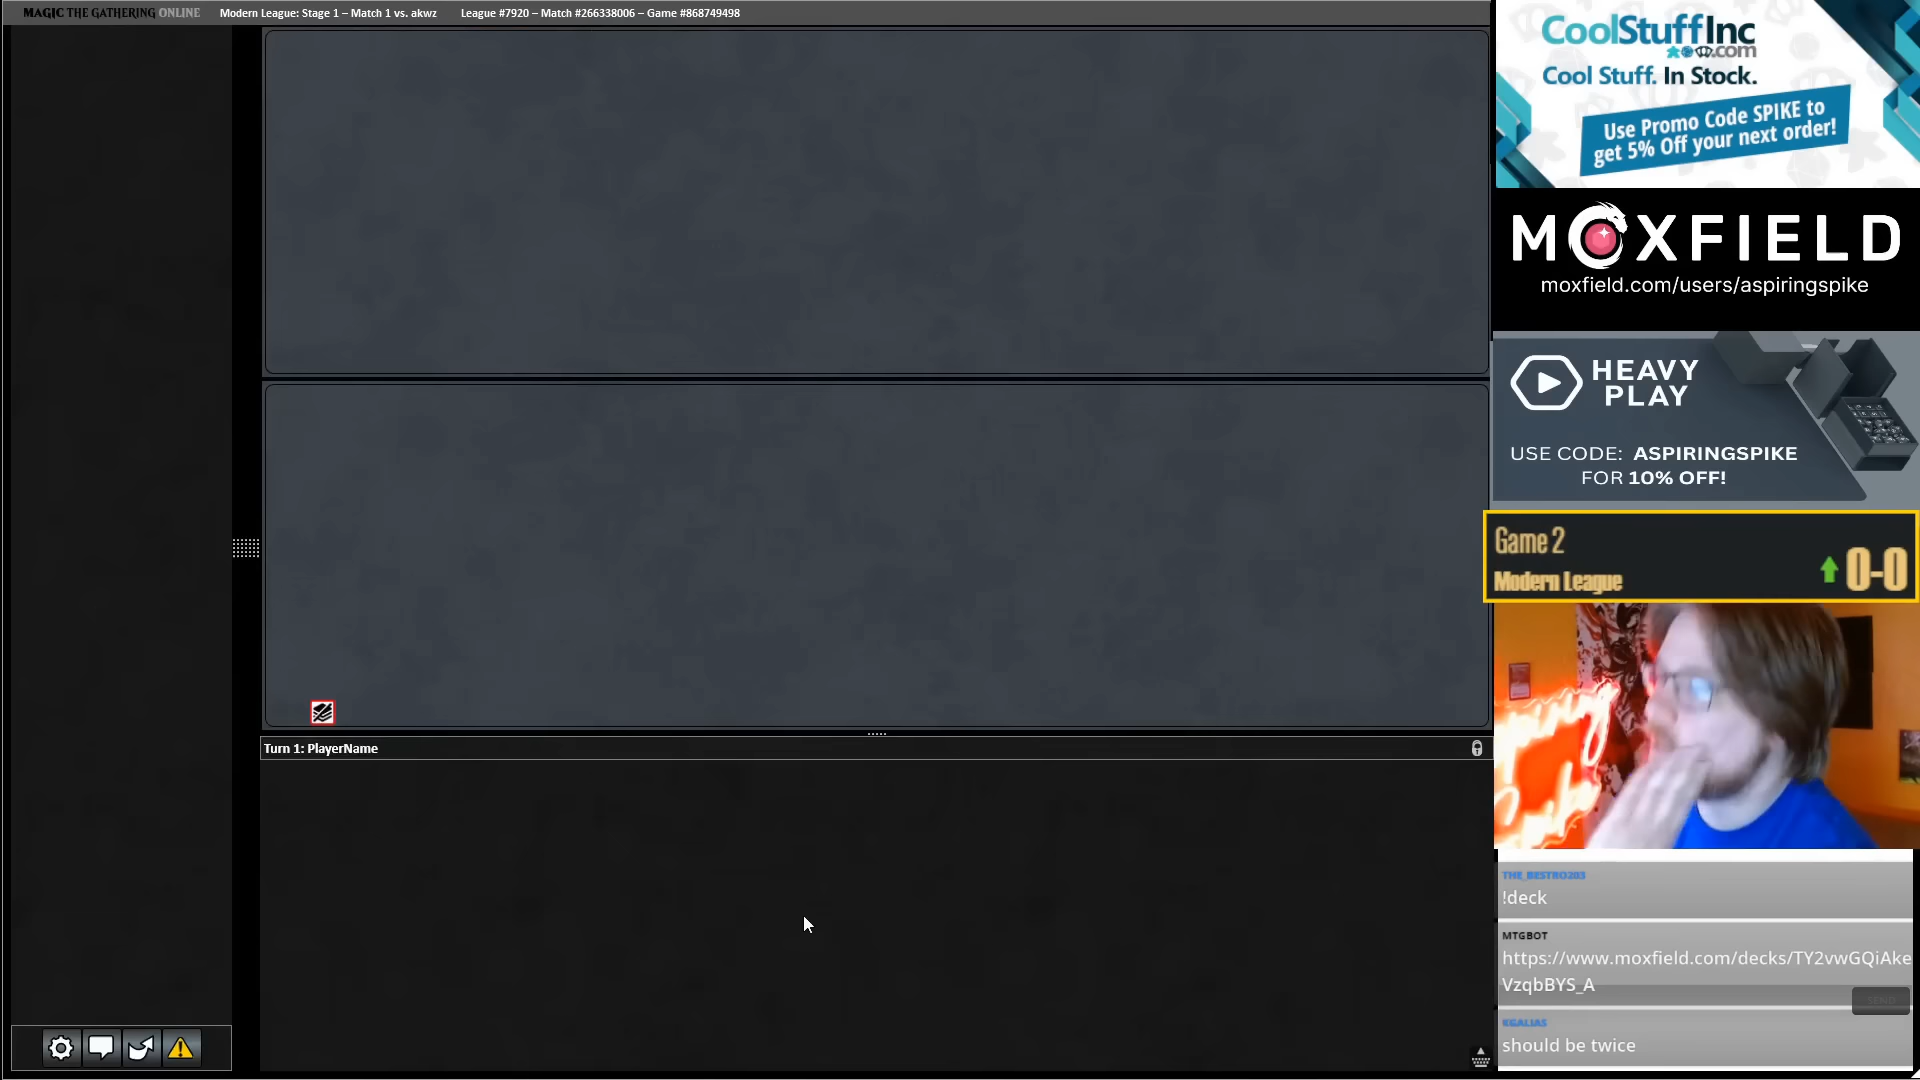 MAGIC THE GATHERING ONLINE
Modern League: Stage 1 – Match 1 vs. akwz
League #7920 – Match #266338006 – Game #868749498
CoolStuffInc
.com
Cool Stuff. In Stock.
Use Promo Code SPIKE to
get 5% Off your next order!
MOXFIELD
moxfield.com/users/aspiringspike
HEAVY
PLAY
USE CODE: ASPIRINGSPIKE
FOR 10% OFF!
Game 2
Modern League
0-0
Turn 1: PlayerName
THE_BESTRO203
!deck
MTGBOT
https://www.moxfield.com/decks/TY2vwGQiAke
VzqbBYS_A
SEND
should be twice